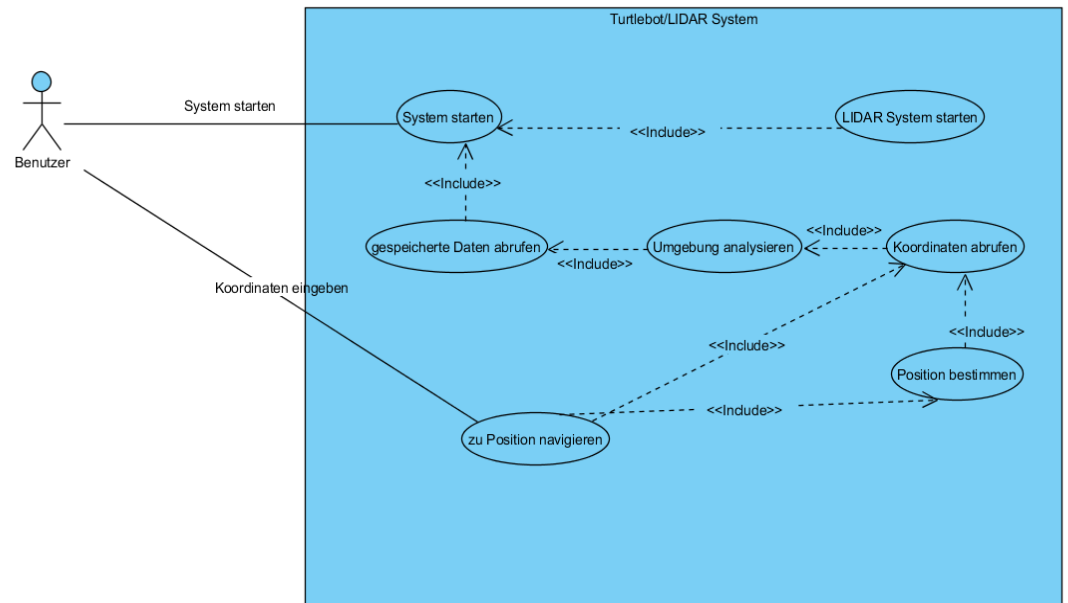 Turtlebot/LIDAR System
System starten
System starten
<<Include>>
LIDAR System starten
Benutzer
<<Include>>
gespeicherte Daten abrufen
<<Include>>
Umgebung analysieren
<<Include>>
Koordinaten abrufen
Koordinaten eingeben
<<Include>>
<<Include>>
Position bestimmen
<<Include>>
zu Position navigieren